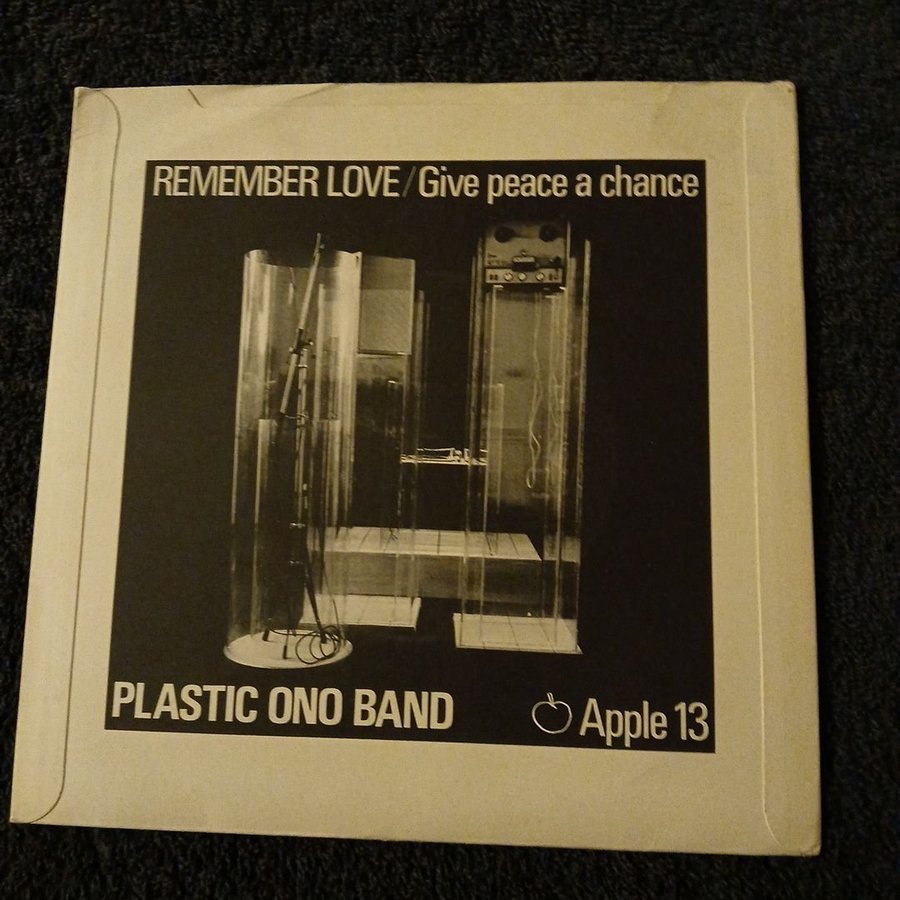 REMEMBER LOVE/Give peace a chance
PLASTIC ONO BAND
Apple 13